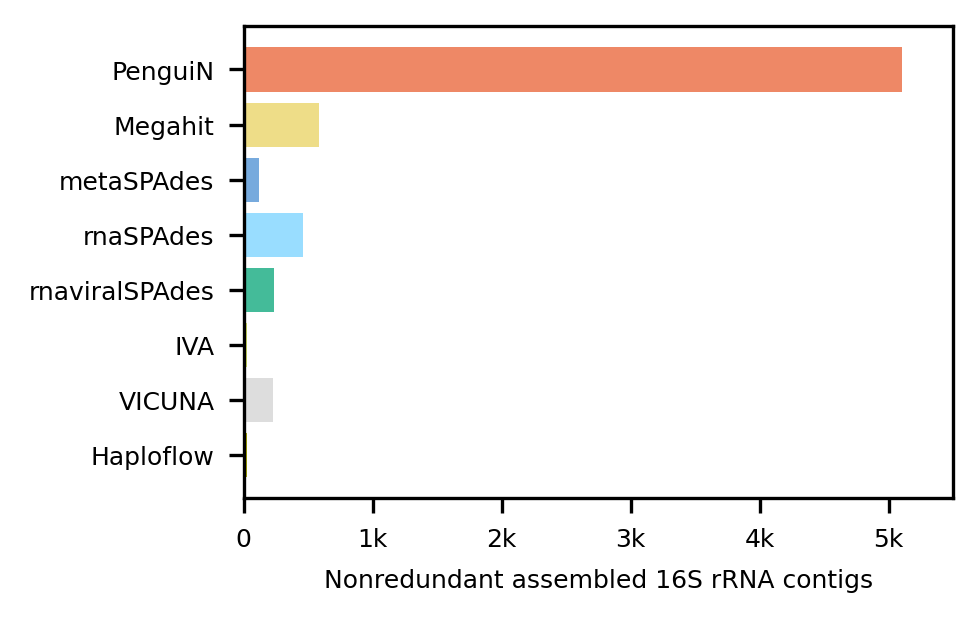 PenguiN
Megahit
metaSPAdes
rnaSPAdes
rnaviralSPAdes
IVA
VICUNA
Haploflow
0 1k 2k 3k 4k 5k
Nonredundant assembled 16S rRNA contigs